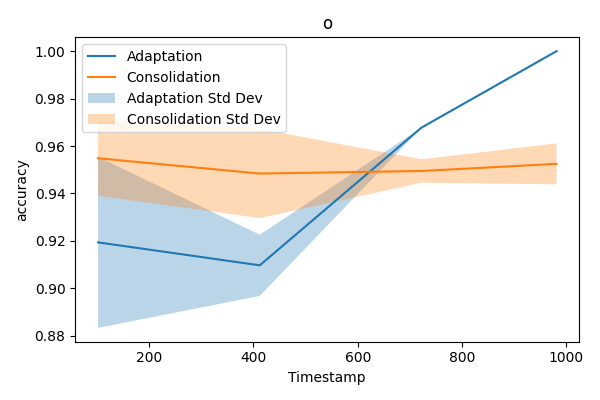 o
Adaptation
Consolidation
Adaptation Std Dev
Consolidation Std Dev
accuracy
1.00
0.98
0.96
0.94
0.92
0.90
0.88
200 400 600 800 1000
Timestamp